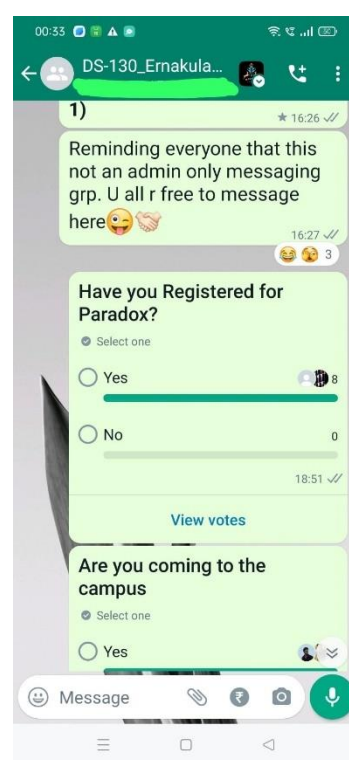 00:33
DS-130_Ernakula...
1)
16:26
Reminding everyone that this
not an admin only messaging
grp. U all r free to message
here😜🤝🏻
16:27
😂 🫣 3
Have you Registered for
Paradox?
Select one
Yes
8
No
0
18:51
View votes
Are you coming to the
campus
Select one
Yes
Message
₹